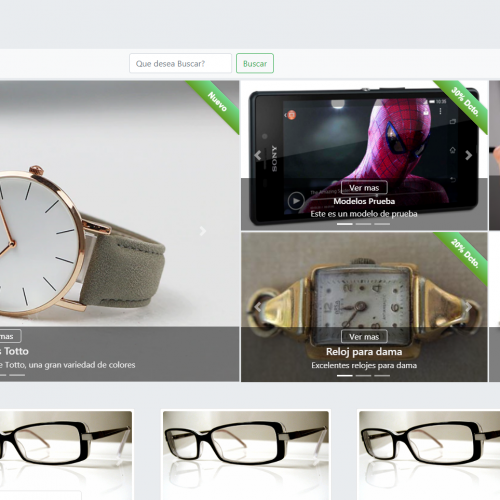 Que desea Buscar?
Buscar
Nuevo
mas
s Totto
e Totto, una gran variedad de colores
30% Dcto.
SONY
Ver mas
Modelos Prueba
Este es un modelo de prueba
20% Dcto.
Ver mas
Reloj para dama
Excelentes relojes para dama